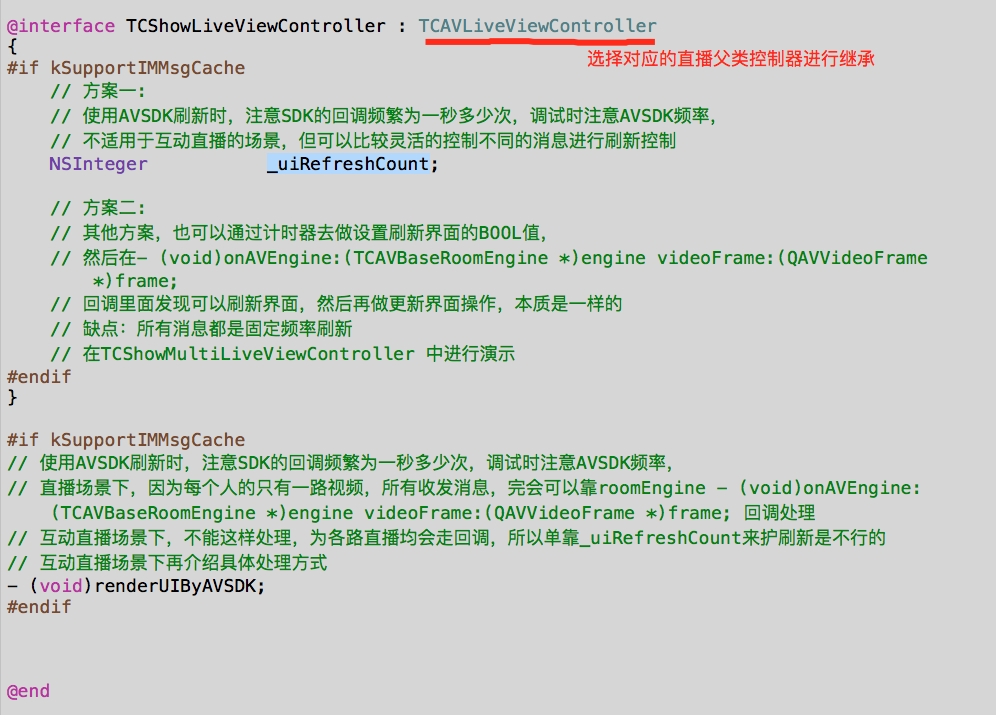 @interface TCShowLiveViewController : TCAVLiveViewController
{
选择对应的直播父类控制器进行继承
#if kSupportIMMsgCache
// 方案一:
// 使用AVSDK刷新时，注意SDK的回调频繁为一秒多少次，调试时注意AVSDK频率，
// 不适用于互动直播的场景，但可以比较灵活的控制不同的消息进行刷新控制
NSInteger _uiRefreshCount;
// 方案二:
// 其他方案，也可以通过计时器去做设置刷新界面的BOOL值，
// 然后在- (void)onAVEngine:(TCAVBaseRoomEngine *)engine videoFrame:(QAVVideoFrame
*)frame;
// 回调里面发现可以刷新界面，然后再做更新界面操作，本质是一样的
// 缺点：所有消息都是固定频率刷新
// 在TCShowMultiLiveViewController 中进行演示
#endif
}
#if kSupportIMMsgCache
// 使用AVSDK刷新时，注意SDK的回调频繁为一秒多少次，调试时注意AVSDK频率，
// 直播场景下，因为每个人的只有一路视频，所有收发消息，完会可以靠roomEngine - (void)onAVEngine:
(TCAVBaseRoomEngine *)engine videoFrame:(QAVVideoFrame *)frame; 回调处理
// 互动直播场景下，不能这样处理，为各路直播均会走回调，所以单靠_uiRefreshCount来护刷新是不行的
// 互动直播场景下再介绍具体处理方式
- (void)renderUIByAVSDK;
#endif
@end